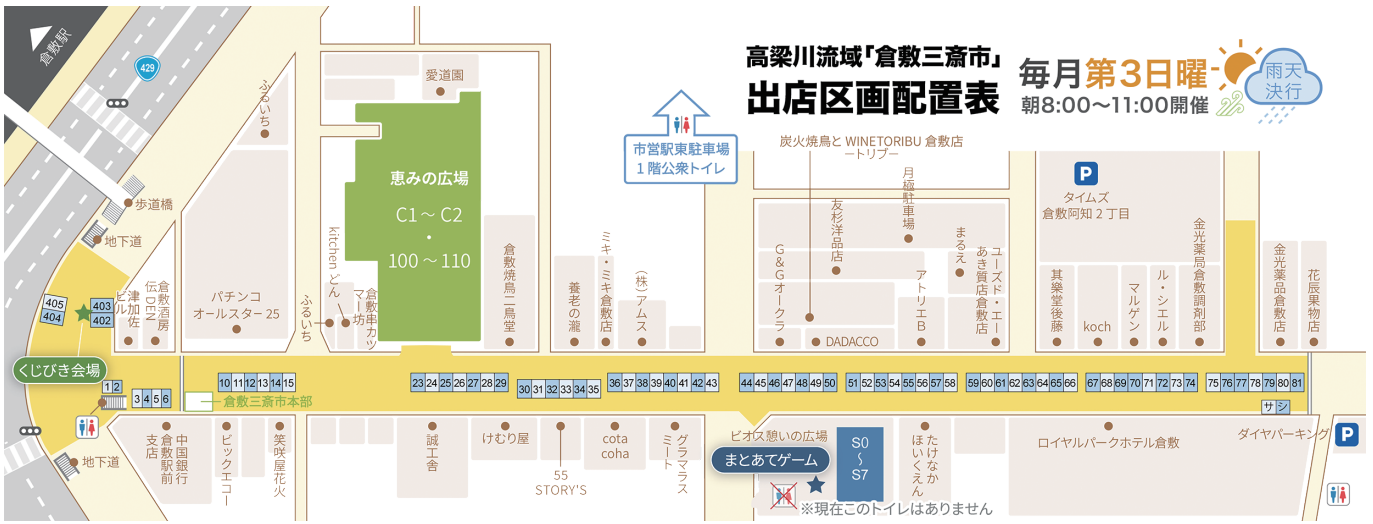 高梁川流域「倉敷三斎市」
出店区画配置表
毎月第3日曜
朝8:00〜11:00開催
雨天
決行
倉敷駅
429
歩道橋
地下道
405
404
403
402
くじびき会場
津加佐
ビル
倉敷酒房
伝DEN
ふるいち
パチンコ
オールスター25
kitchen どん
ふるいち
倉敷串カツ
マー坊
愛道園
恵みの広場
C1〜C2
・
100〜110
倉敷焼鳥二鳥堂
養老の瀧
ミキ・ミキ倉敷店
(株)アムス
市営駅東駐車場
1階公衆トイレ
炭火焼鳥と WINETORIBU 倉敷店
ートリブー
G&Gオークラ
友杉洋品店
DADACCO
月極駐車場
アトリエB
まるえ
ユーズド・エー
あき質店倉敷店
P
タイムズ
倉敷阿知2丁目
其樂堂後藤
koch
マルゲン
ル・シエル
金光薬局倉敷調剤部
金光薬品倉敷店
花辰果物店
1 2
3 4 5 6
10 11 12 13 14 15
23 24 25 26 27 28 29
30 31 32 33 34 35
36 37 38 39 40 41 42 43
44 45 46 47 48 49 50
51 52 53 54 55 56 57 58
59 60 61 62 63 64 65 66
67 68 69 70 71 72 73 74
75 76 77 78 79 80 81
サ シ
倉敷三斎市本部
地下道
中国銀行
倉敷駅前
支店
ビックエコー
笑咲屋花火
誠工舎
けむり屋
55
STORY'S
cota
coha
グラマラス
ミート
ビオス憩いの広場
まとあてゲーム
S0
〜
S7
※現在このトイレはありません
たけなか
ほいくえん
ロイヤルパークホテル倉敷
ダイヤパーキング
P